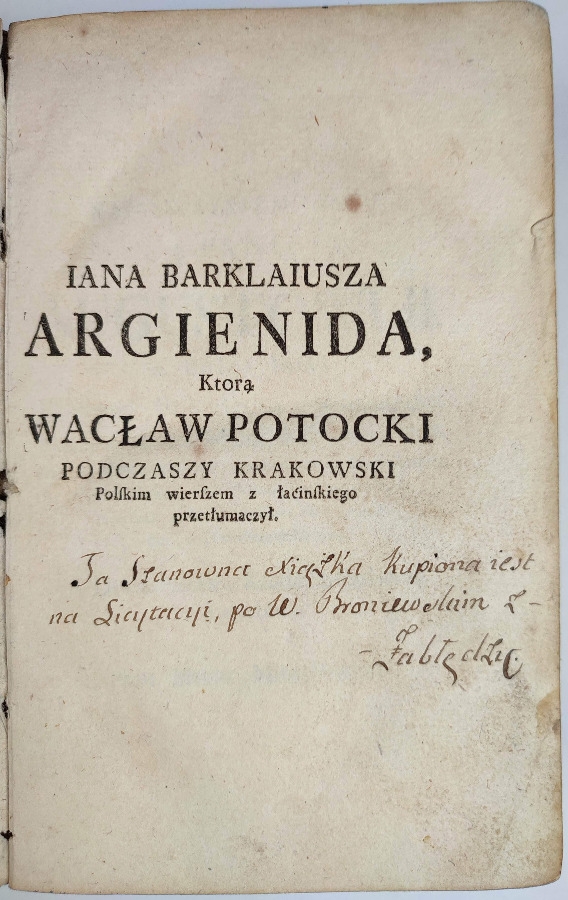 IANA BARKLAIUSZA
ARGIENIDA,
Ktorą
WACŁAW POTOCKI
PODCZASZY KRAKOWSKI
Polſkim wierſzem z łaćinſkiego
przetłumaczył.
Ta Szanowna Xiążka Kupiona iest
na Licytacyi, po W. Broniewskim z